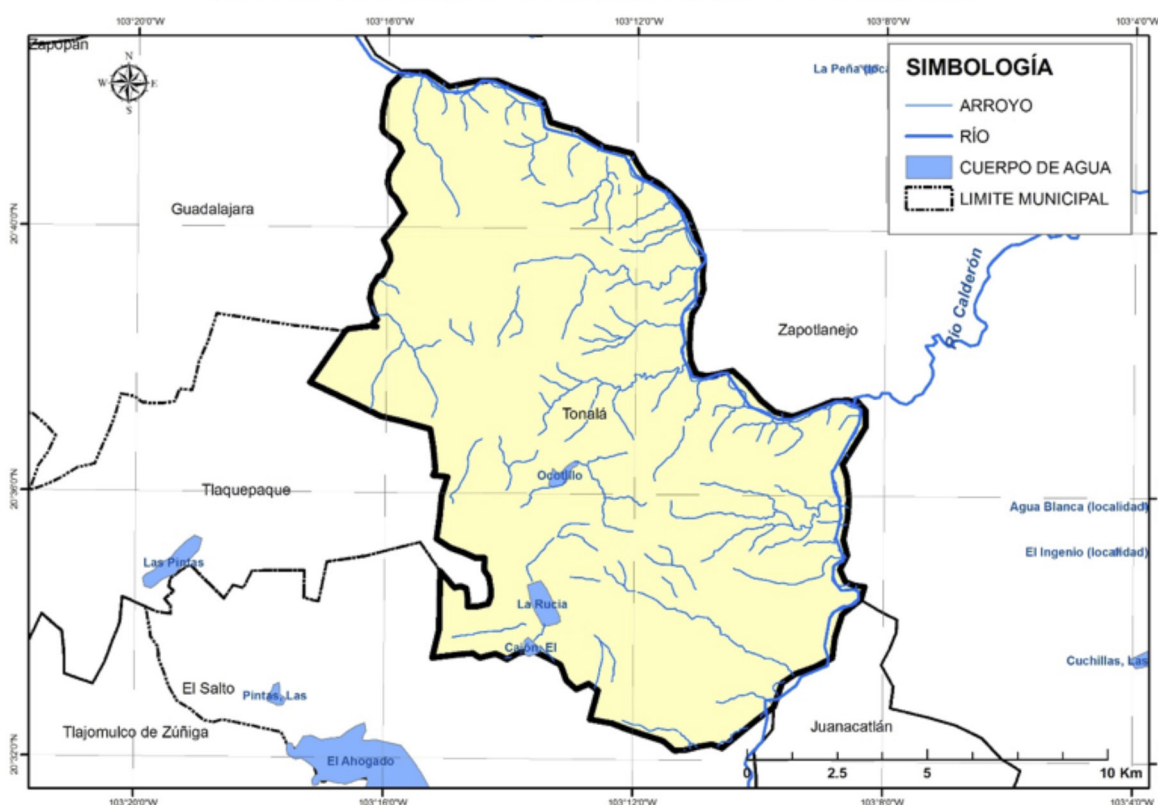 103°20'0"W
103°16'0"W
103°12'0"W
103°8'0"W
103°4'0"W
Zapopan
N
W
E
S
La Peña (loca
SIMBOLOGÍA
ARROYO
RÍO
CUERPO DE AGUA
LIMITE MUNICIPAL
Guadalajara
20°40'0"N
Río Calderón
Zapotlanejo
Tonalá
Ocotillo
Tlaquepaque
20°36'0"N
Agua Blanca (localidad)
El Ingenio (localidad)
Las Pintas
La Rucia
Cajón, El
Cuchillas, Las
El Salto
Pintas, Las
Tlajomulco de Zúñiga
Juanacatlán
20°32'0"N
El Ahogado
0
2.5
5
10 Km
103°20'0"W
103°16'0"W
103°12'0"W
103°8'0"W
103°4'0"W